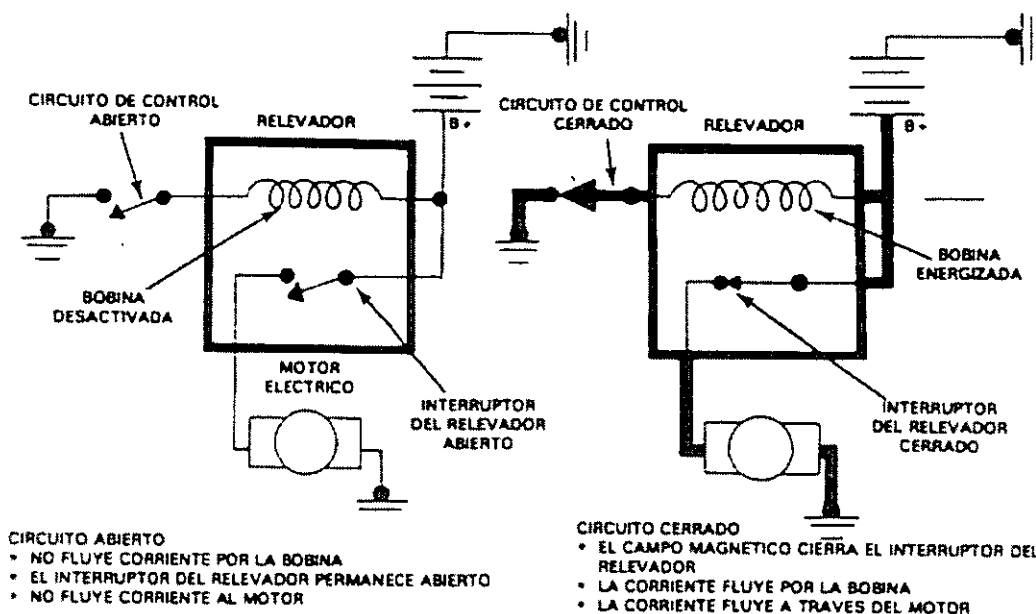 CIRCUITO DE CONTROL
ABIERTO
RELEVADOR
B+
BOBINA
DESACTIVADA
MOTOR
ELECTRICO
INTERRUPTOR
DEL RELEVADOR
ABIERTO
CIRCUITO ABIERTO
* NO FLUYE CORRIENTE POR LA BOBINA
* EL INTERRUPTOR DEL RELEVADOR PERMANECE ABIERTO
* NO FLUYE CORRIENTE AL MOTOR
CIRCUITO DE CONTROL
CERRADO
RELEVADOR
B+
BOBINA
ENERGIZADA
INTERRUPTOR
DEL RELEVADOR
CERRADO
CIRCUITO CERRADO
* EL CAMPO MAGNETICO CIERRA EL INTERRUPTOR DEL
RELEVADOR
* LA CORRIENTE FLUYE POR LA BOBINA
* LA CORRIENTE FLUYE A TRAVES DEL MOTOR